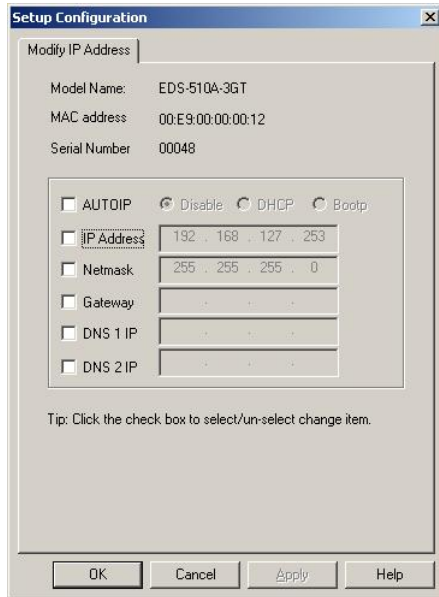 Setup Configuration
Modify IP Address
Model Name: EDS-510A-3GT
MAC address 00:E9:00:00:00:12
Serial Number 00048
AUTOIP Disable DHCP Bootp
IP Address 192 . 168 . 127 . 253
Netmask 255 . 255 . 255 . 0
Gateway . . .
DNS 1 IP . . .
DNS 2 IP . . .
Tip: Click the check box to select/un-select change item.
OK Cancel Apply Help